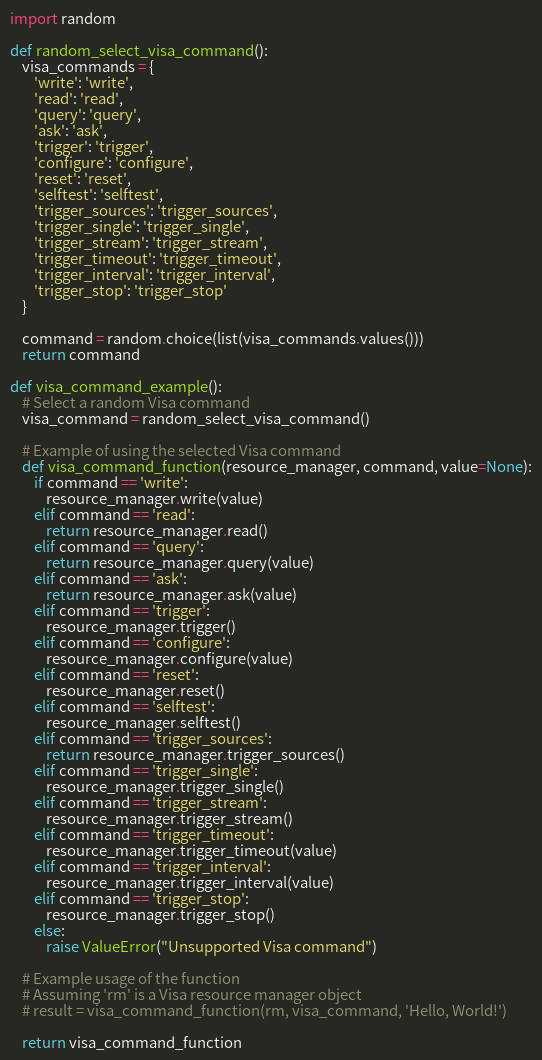 import random

def random_select_visa_command():
    visa_commands = {
        'write': 'write',
        'read': 'read',
        'query': 'query',
        'ask': 'ask',
        'trigger': 'trigger',
        'configure': 'configure',
        'reset': 'reset',
        'selftest': 'selftest',
        'trigger_sources': 'trigger_sources',
        'trigger_single': 'trigger_single',
        'trigger_stream': 'trigger_stream',
        'trigger_timeout': 'trigger_timeout',
        'trigger_interval': 'trigger_interval',
        'trigger_stop': 'trigger_stop'
    }

    command = random.choice(list(visa_commands.values()))
    return command

def visa_command_example():
    # Select a random Visa command
    visa_command = random_select_visa_command()

    # Example of using the selected Visa command
    def visa_command_function(resource_manager, command, value=None):
        if command == 'write':
            resource_manager.write(value)
        elif command == 'read':
            return resource_manager.read()
        elif command == 'query':
            return resource_manager.query(value)
        elif command == 'ask':
            return resource_manager.ask(value)
        elif command == 'trigger':
            resource_manager.trigger()
        elif command == 'configure':
            resource_manager.configure(value)
        elif command == 'reset':
            resource_manager.reset()
        elif command == 'selftest':
            resource_manager.selftest()
        elif command == 'trigger_sources':
            return resource_manager.trigger_sources()
        elif command == 'trigger_single':
            resource_manager.trigger_single()
        elif command == 'trigger_stream':
            resource_manager.trigger_stream()
        elif command == 'trigger_timeout':
            resource_manager.trigger_timeout(value)
        elif command == 'trigger_interval':
            resource_manager.trigger_interval(value)
        elif command == 'trigger_stop':
            resource_manager.trigger_stop()
        else:
            raise ValueError("Unsupported Visa command")

    # Example usage of the function
    # Assuming 'rm' is a Visa resource manager object
    # result = visa_command_function(rm, visa_command, 'Hello, World!')

    return visa_command_function